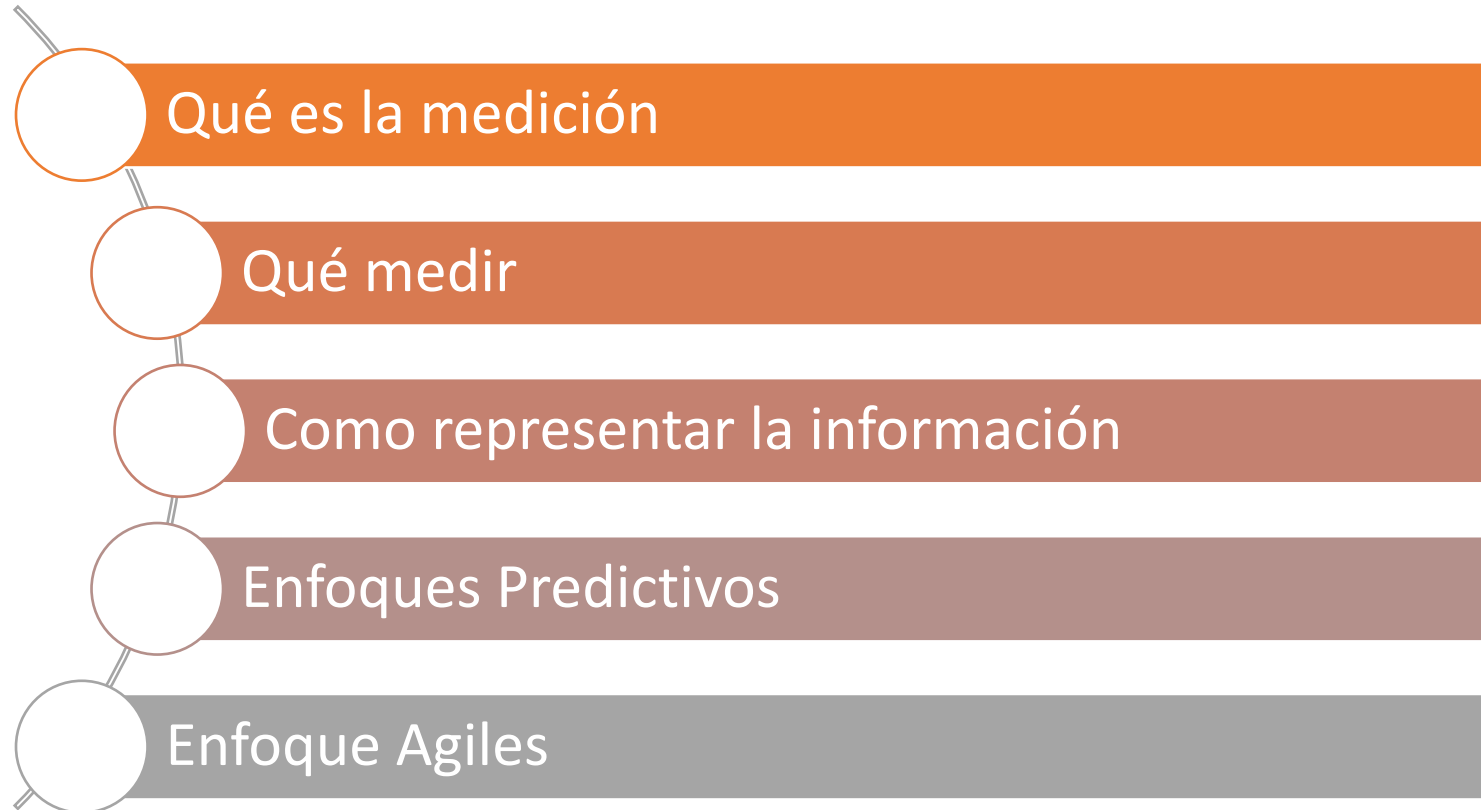 Qué es la medición
Qué medir
Como representar la información
Enfoques Predictivos
Enfoque Agiles